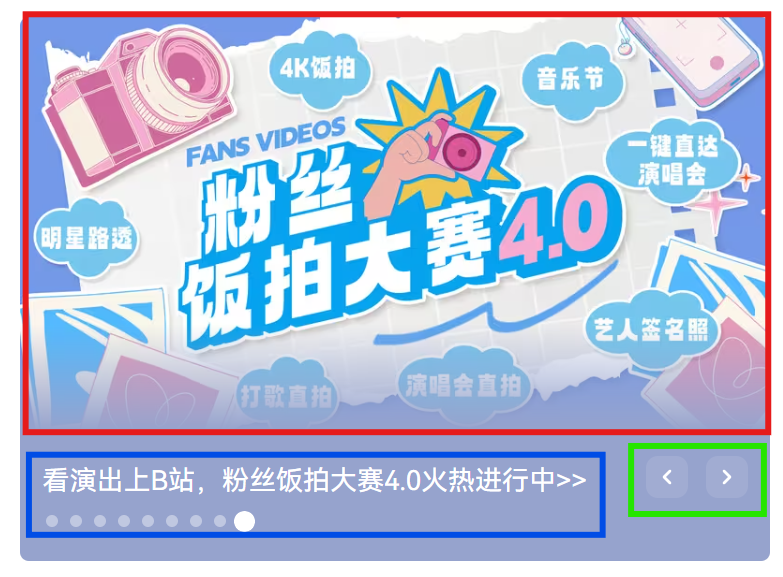 4K饭拍
音乐节
FANS VIDEOS
一键直达
演唱会
粉丝
明星路透
饭拍大赛4.0
艺人签名照
打歌直拍
演唱会直拍
看演出上B站，粉丝饭拍大赛4.0火热进行中>>